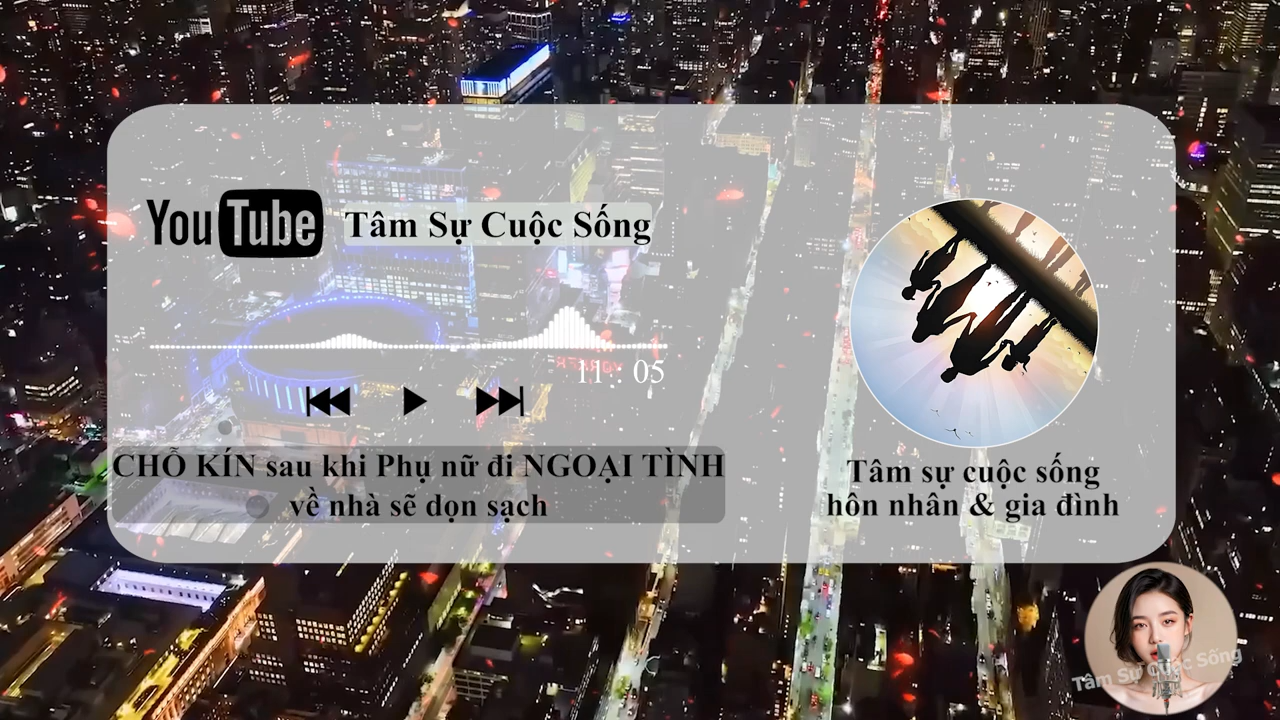 YouTube Tâm Sự Cuộc Sống
11 : 05
CHỖ KÍN sau khi Phụ nữ đi NGOẠI TÌNH
về nhà sẽ dọn sạch
Tâm sự cuộc sống
hôn nhân & gia đình
Tâm Sự Cuộc Sống